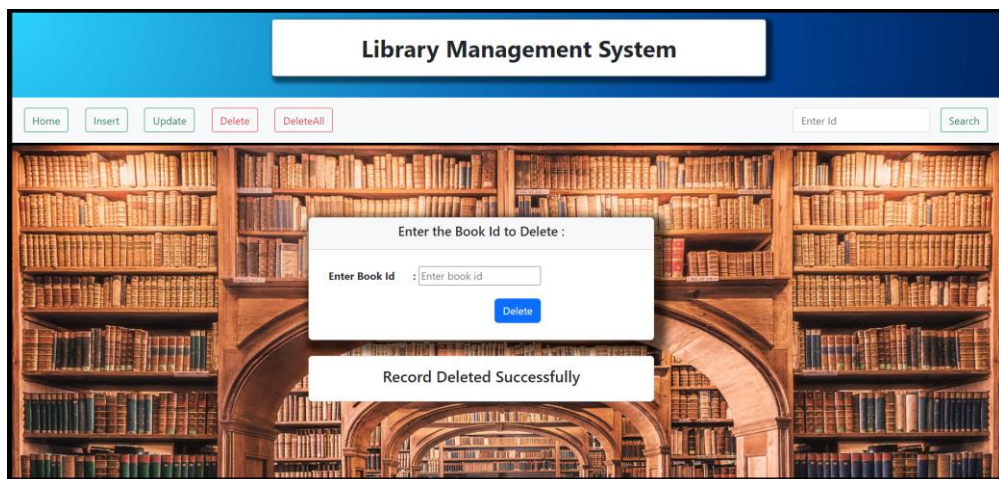 Library Management System
Home Insert Update Delete DeleteAll Enter Id Search
Enter the Book Id to Delete :
Enter Book Id : Enter book id
Delete
Record Deleted Successfully